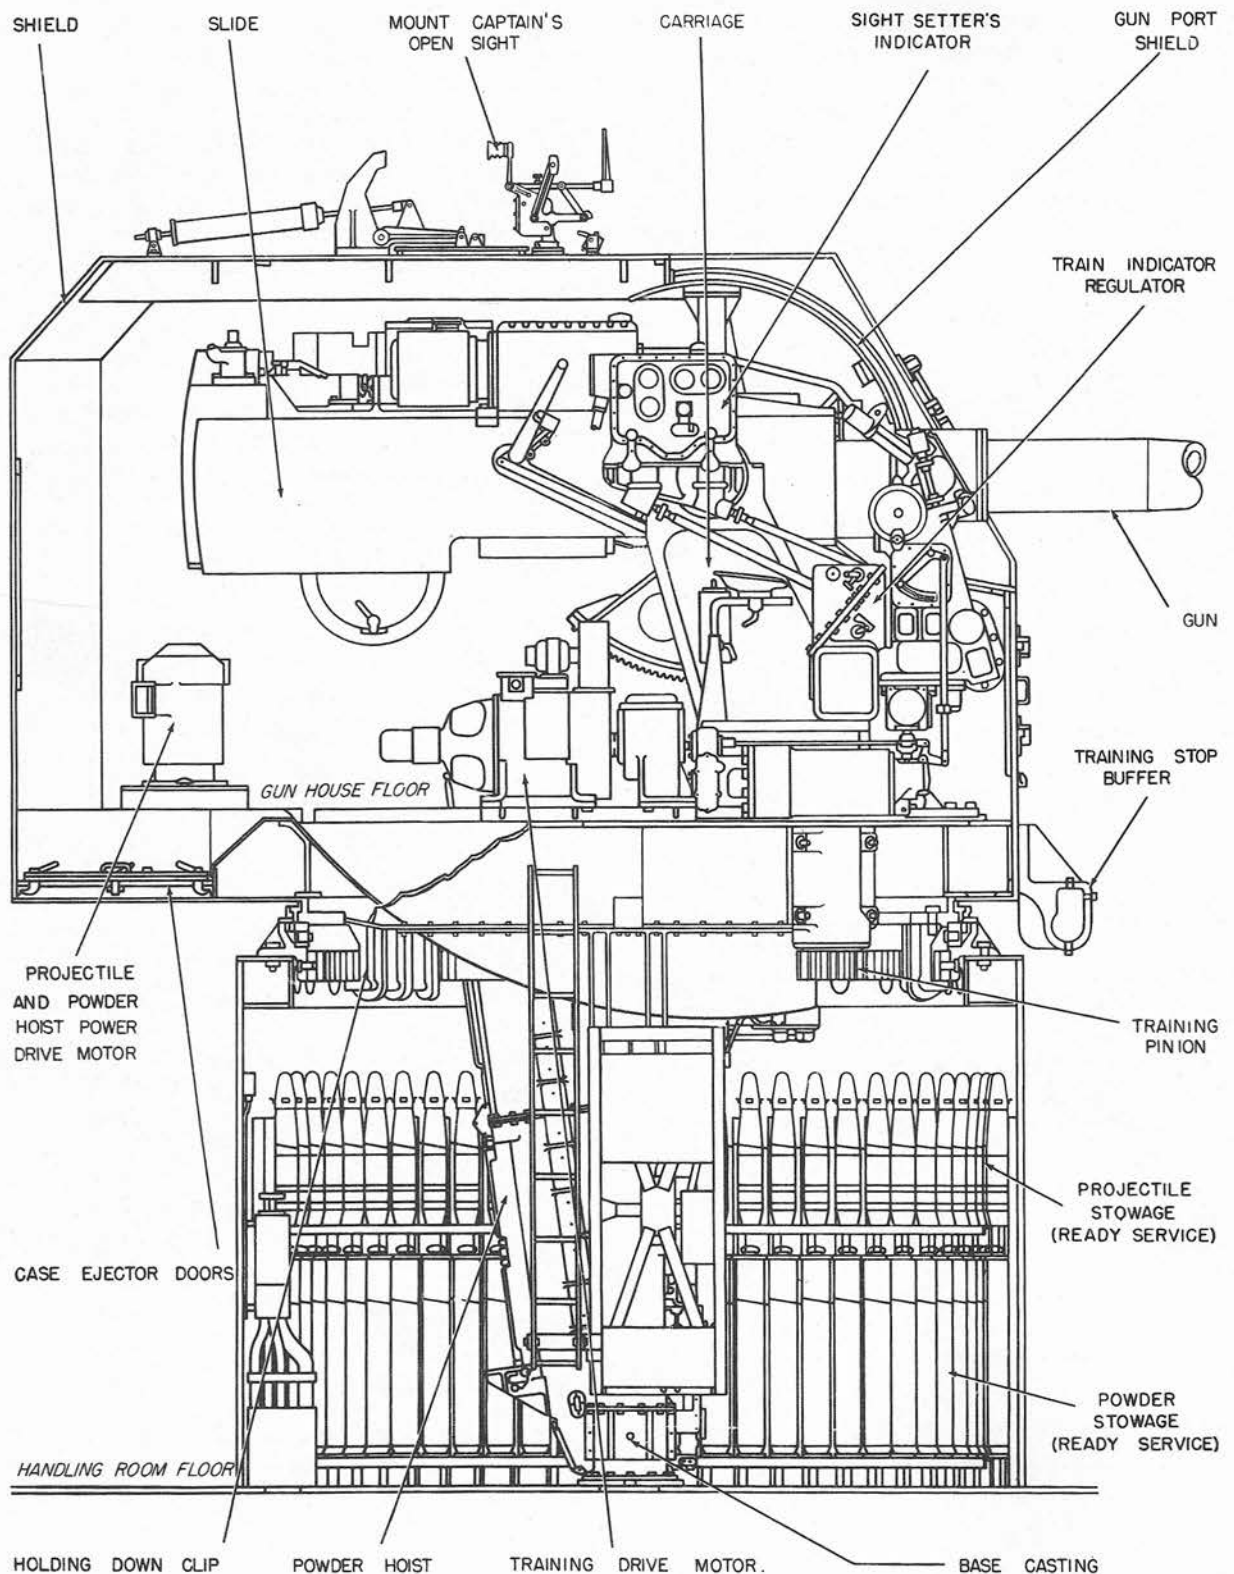 SHIELD
SLIDE
MOUNT CAPTAIN'S
OPEN SIGHT
CARRIAGE
SIGHT SETTER'S
INDICATOR
GUN PORT
SHIELD
TRAIN INDICATOR
REGULATOR
GUN
TRAINING STOP
BUFFER
GUN HOUSE FLOOR
PROJECTILE
AND POWDER
HOIST POWER
DRIVE MOTOR
TRAINING
PINION
PROJECTILE
STOWAGE
(READY SERVICE)
CASE EJECTOR DOORS
POWDER
STOWAGE
(READY SERVICE)
HANDLING ROOM FLOOR
HOLDING DOWN CLIP
POWDER HOIST
TRAINING DRIVE MOTOR.
BASE CASTING